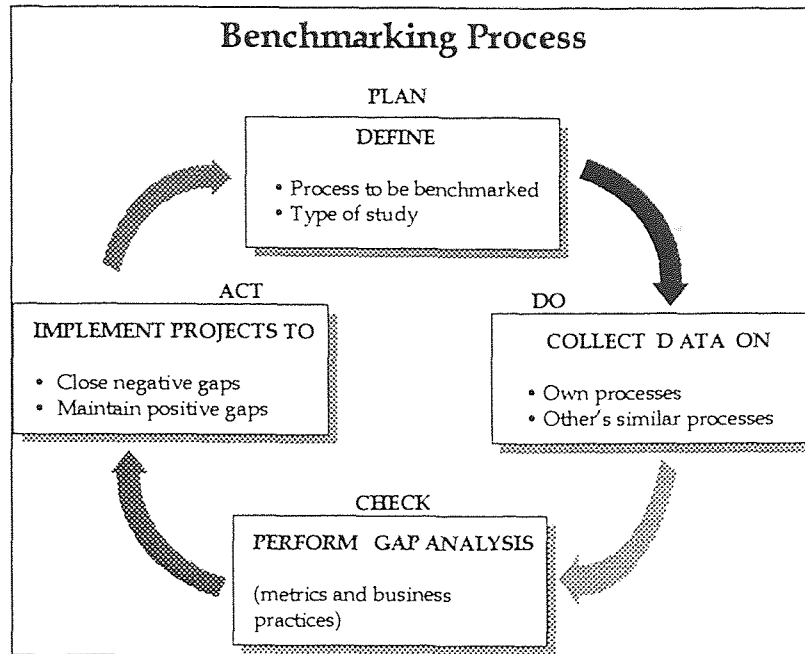 Benchmarking Process
PLAN
DEFINE
• Process to be benchmarked
• Type of study
DO
COLLECT D ATA ON
• Own processes
• Other's similar processes
CHECK
PERFORM GAP ANALYSIS
(metrics and business
practices)
ACT
IMPLEMENT PROJECTS TO
• Close negative gaps
• Maintain positive gaps